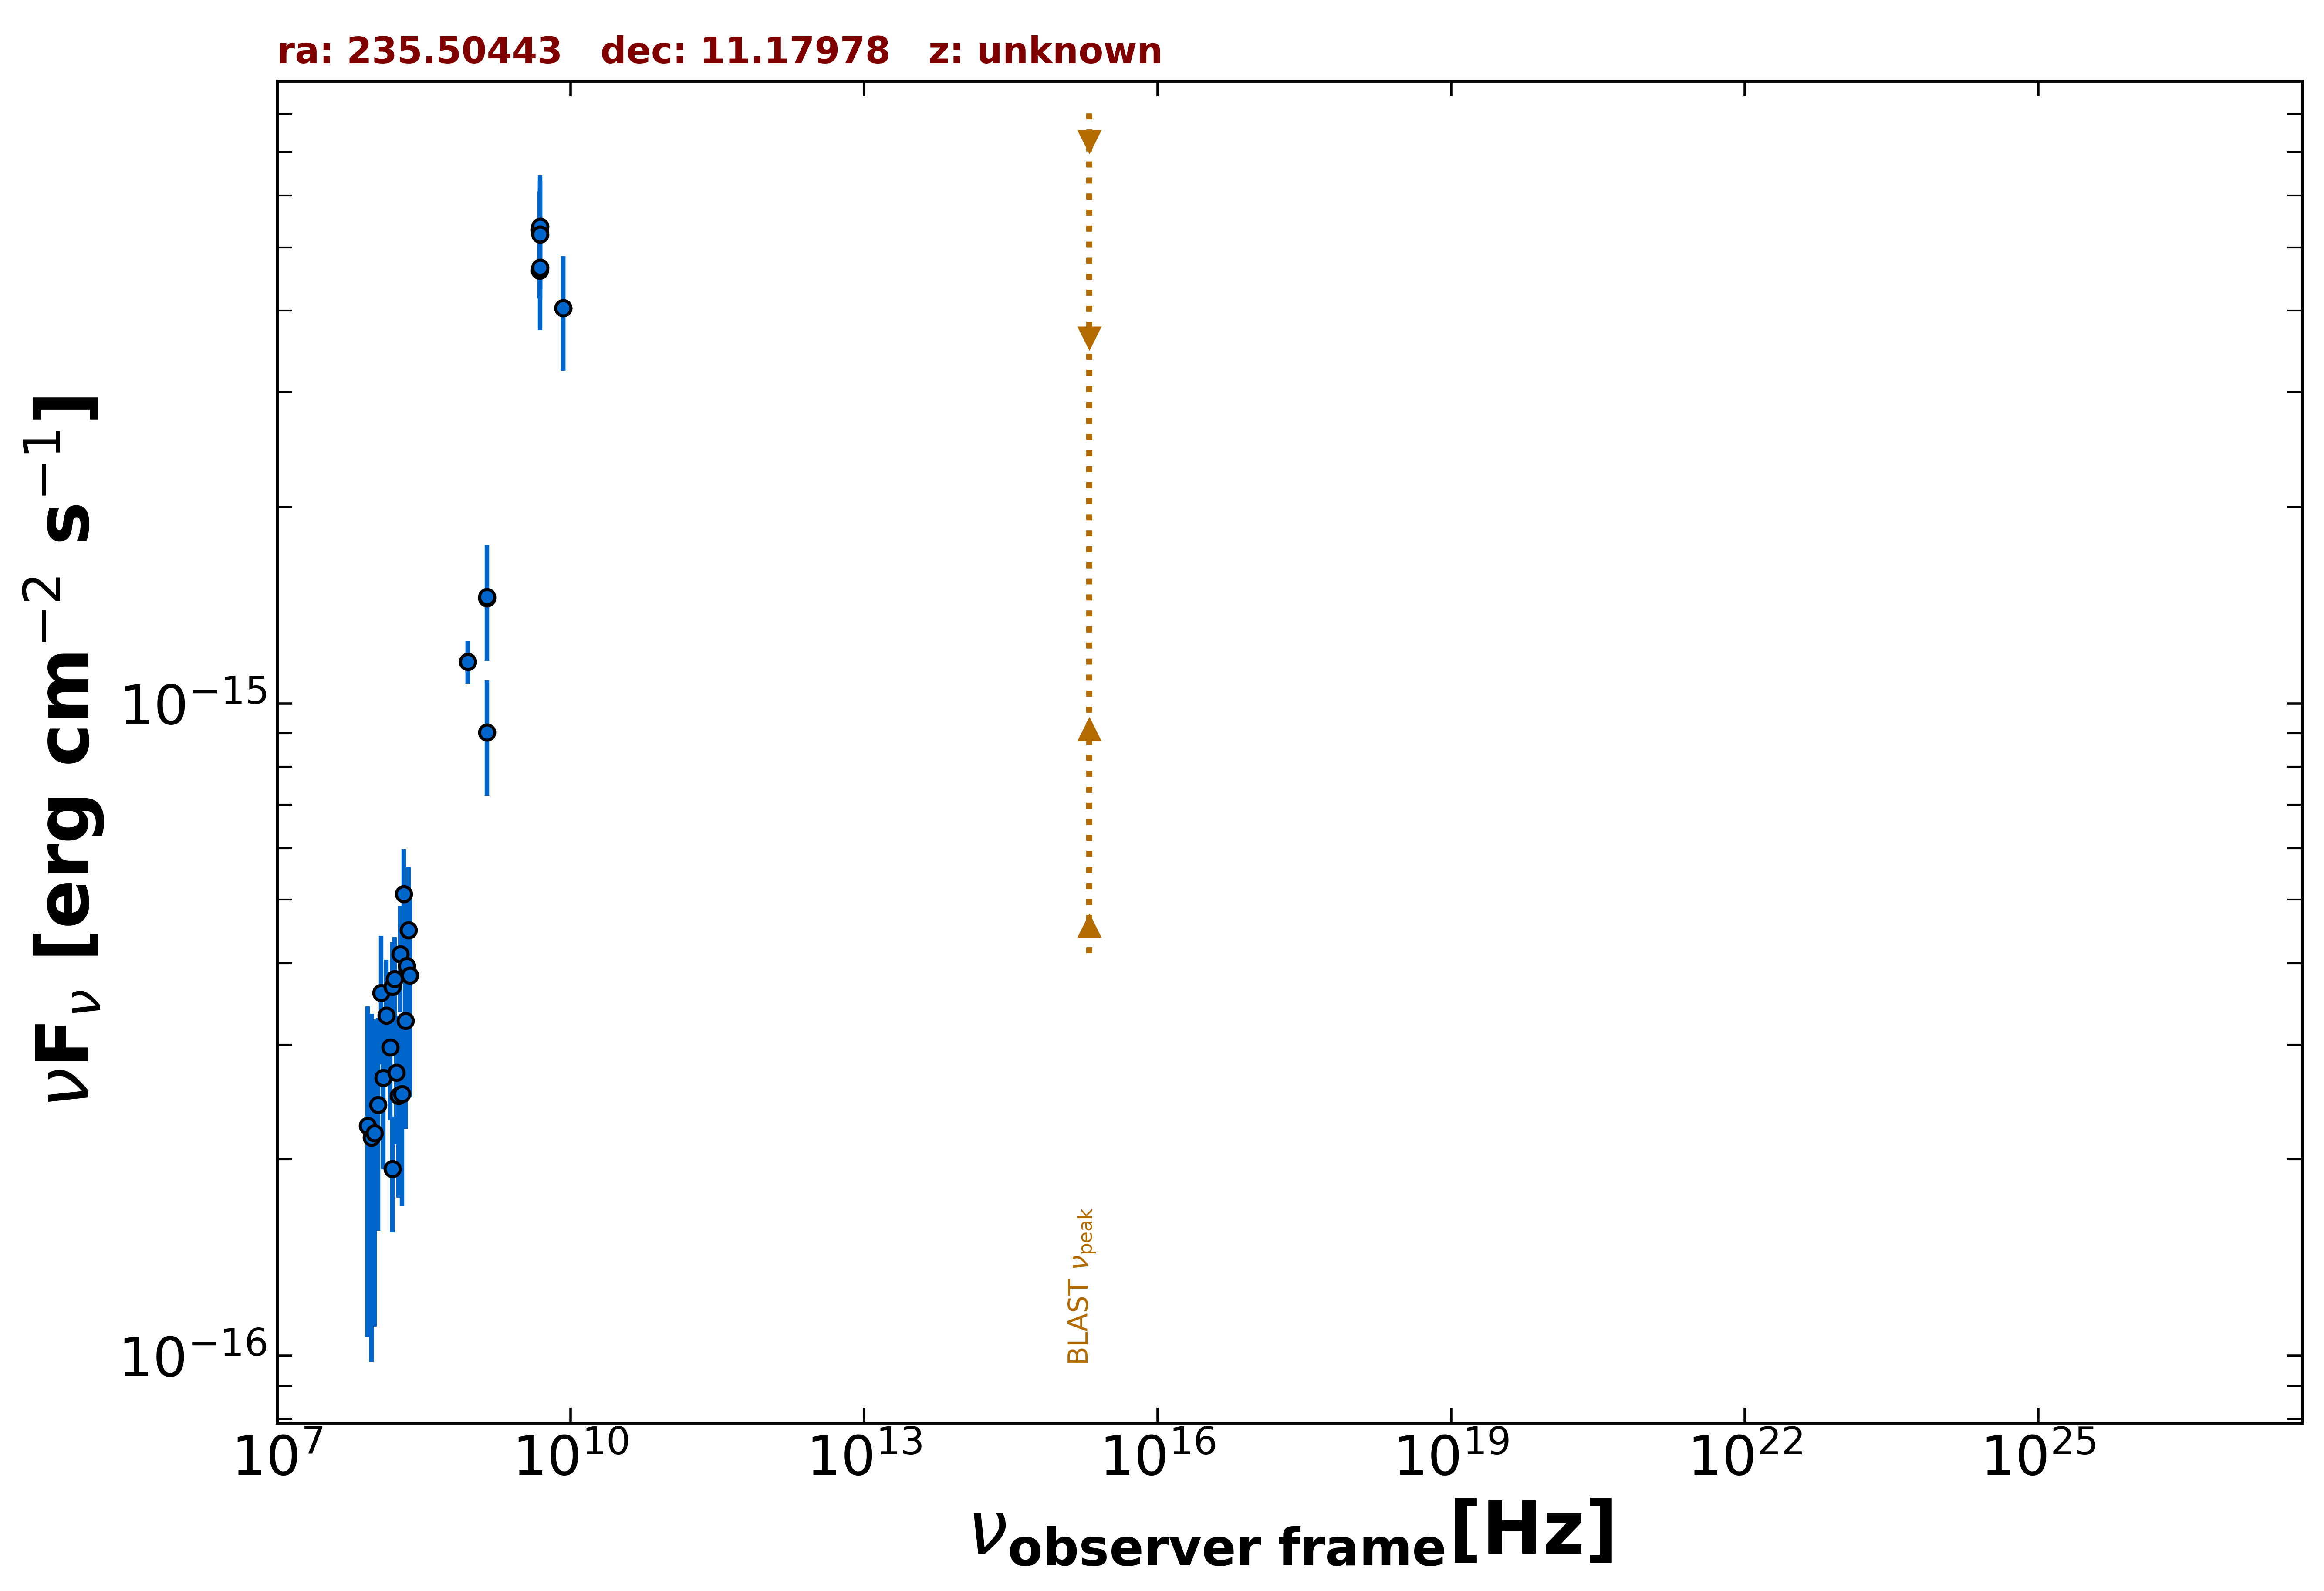 ra: 235.50443 dec: 11.17978 z: unknown
νFν [erg cm⁻² s⁻¹]
10⁻¹⁵
10⁻¹⁶
BLAST νpeak
10⁷ 10¹⁰ 10¹³ 10¹⁶ 10¹⁹ 10²² 10²⁵
νobserver frame[Hz]